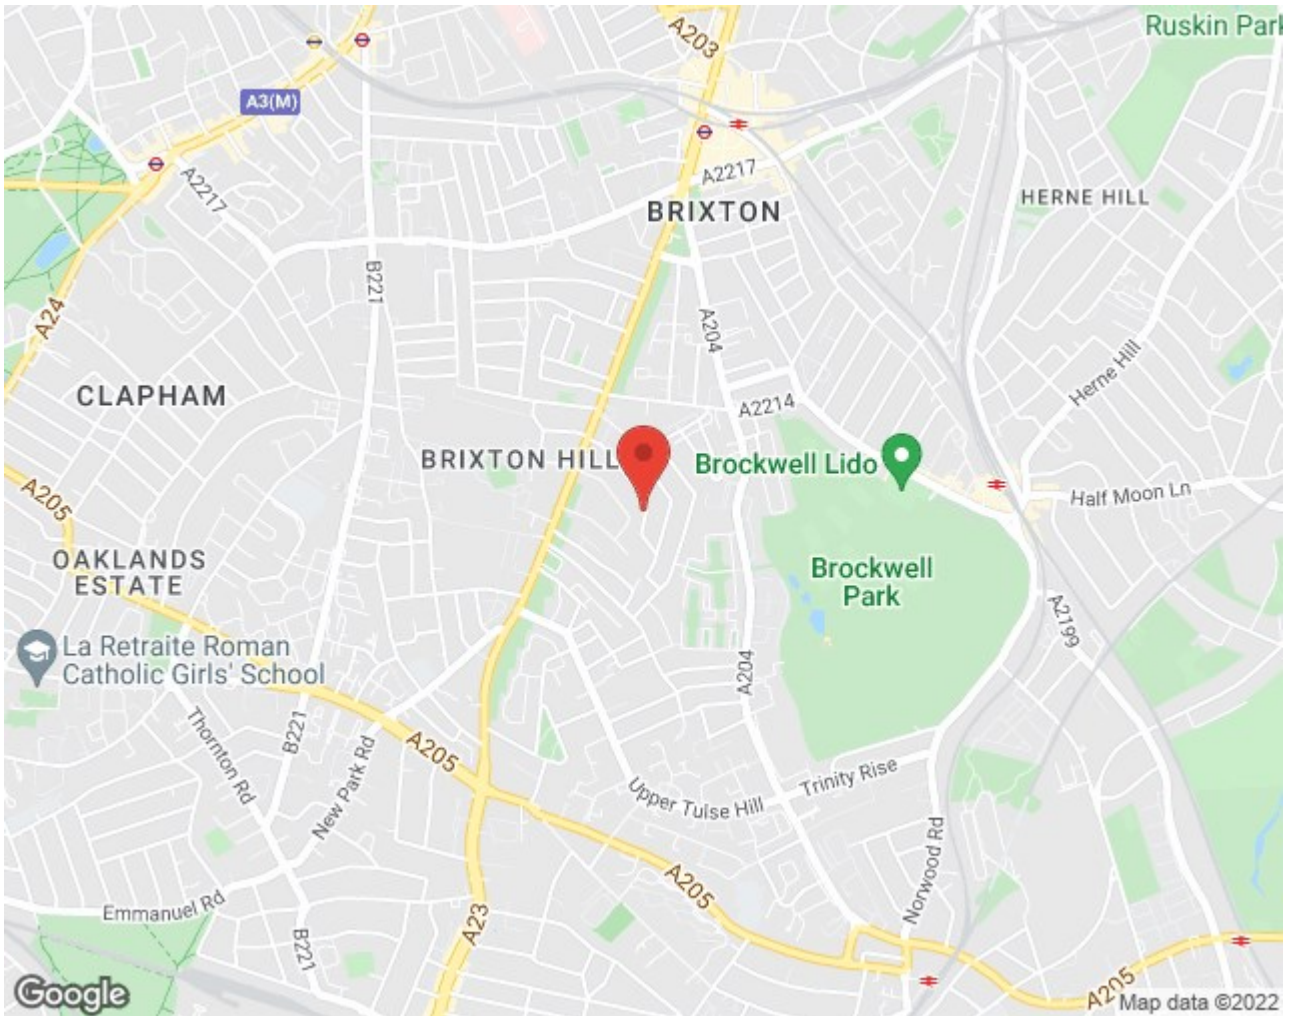 Ruskin Park
A203
A3(M)
A2217
A2217
HERNE HILL
BRIXTON
B221
A24
A204
Herne Hill
CLAPHAM
A2214
BRIXTON HILL
Brockwell Lido
A205
Half Moon Ln
OAKLANDS
ESTATE
Brockwell
Park
A2199
La Retraite Roman
Catholic Girls' School
A204
B221
Thornton Rd
New Park Rd
A205
Upper Tulse Hill
Trinity Rise
Norwood Rd
A205
Emmanuel Rd
A23
B221
A205
Google
Map data ©2022